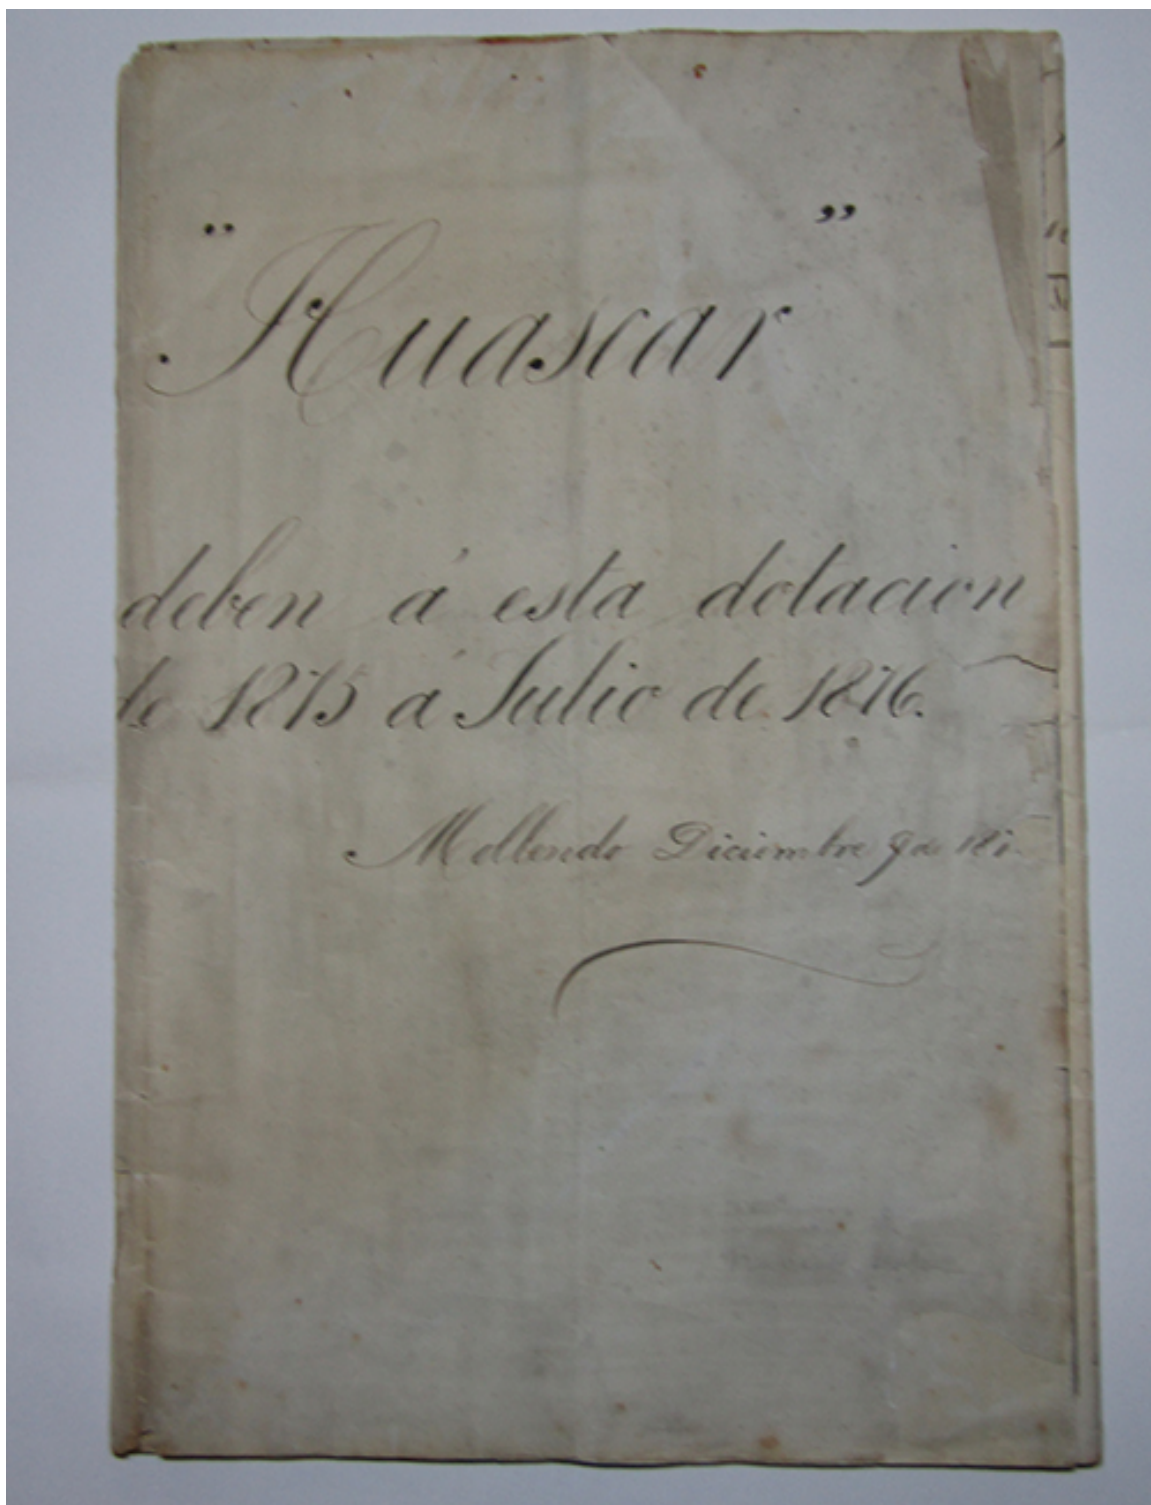 "Huascar"
deben á esta dotacion
de 1875 á Julio de 1876.
Mollendo Diciembre